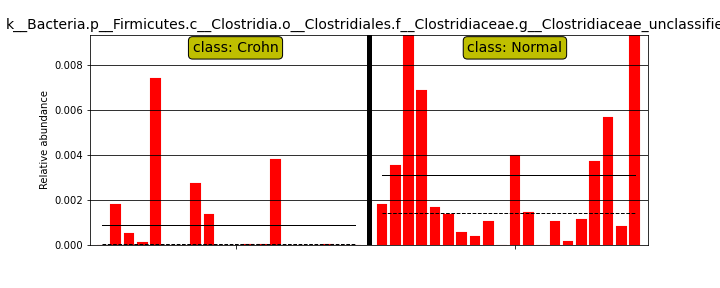 k__Bacteria.p__Firmicutes.c__Clostridia.o__Clostridiales.f__Clostridiaceae.g__Clostridiaceae_unclassifie
class: Crohn
class: Normal
Relative abundance
0.008
0.006
0.004
0.002
0.000